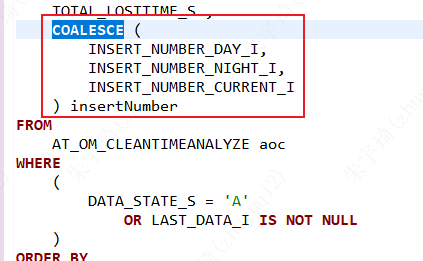 TOTAL_LOSTTIME_S ,
COALESCE (
INSERT_NUMBER_DAY_I,
INSERT_NUMBER_NIGHT_I,
INSERT_NUMBER_CURRENT_I
) insertNumber
FROM
AT_OM_CLEANTIMEANALYZE aoc
WHERE
(
DATA_STATE_S = 'A'
OR LAST_DATA_I IS NOT NULL
)
ORDER BY